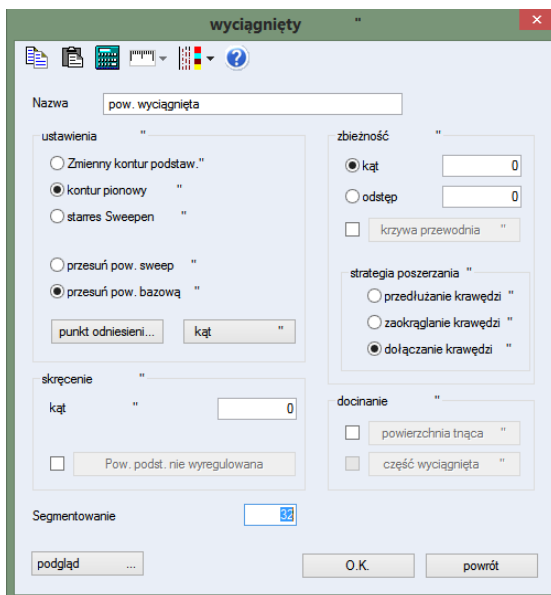 wyciągnięty "
Nazwa pow. wyciągnięta
ustawienia "
Zmienny kontur podstaw."
kontur pionowy "
starres Sweepen "
przesuń pow. sweep "
przesuń pow. bazową "
punkt odniesieni... kąt "
skręcenie "
kąt " 0
Pow. podst. nie wyregulowana
Segmentowanie 32
podgląd ...
zbieżność "
kąt 0
odstęp 0
krzywa przewodnia "
strategia poszerzania "
przedłużanie krawędzi "
zaokrąglanie krawędzi "
dołączanie krawędzi "
docinanie "
powierzchnia tnąca "
część wyciągnięta "
O.K. powrót